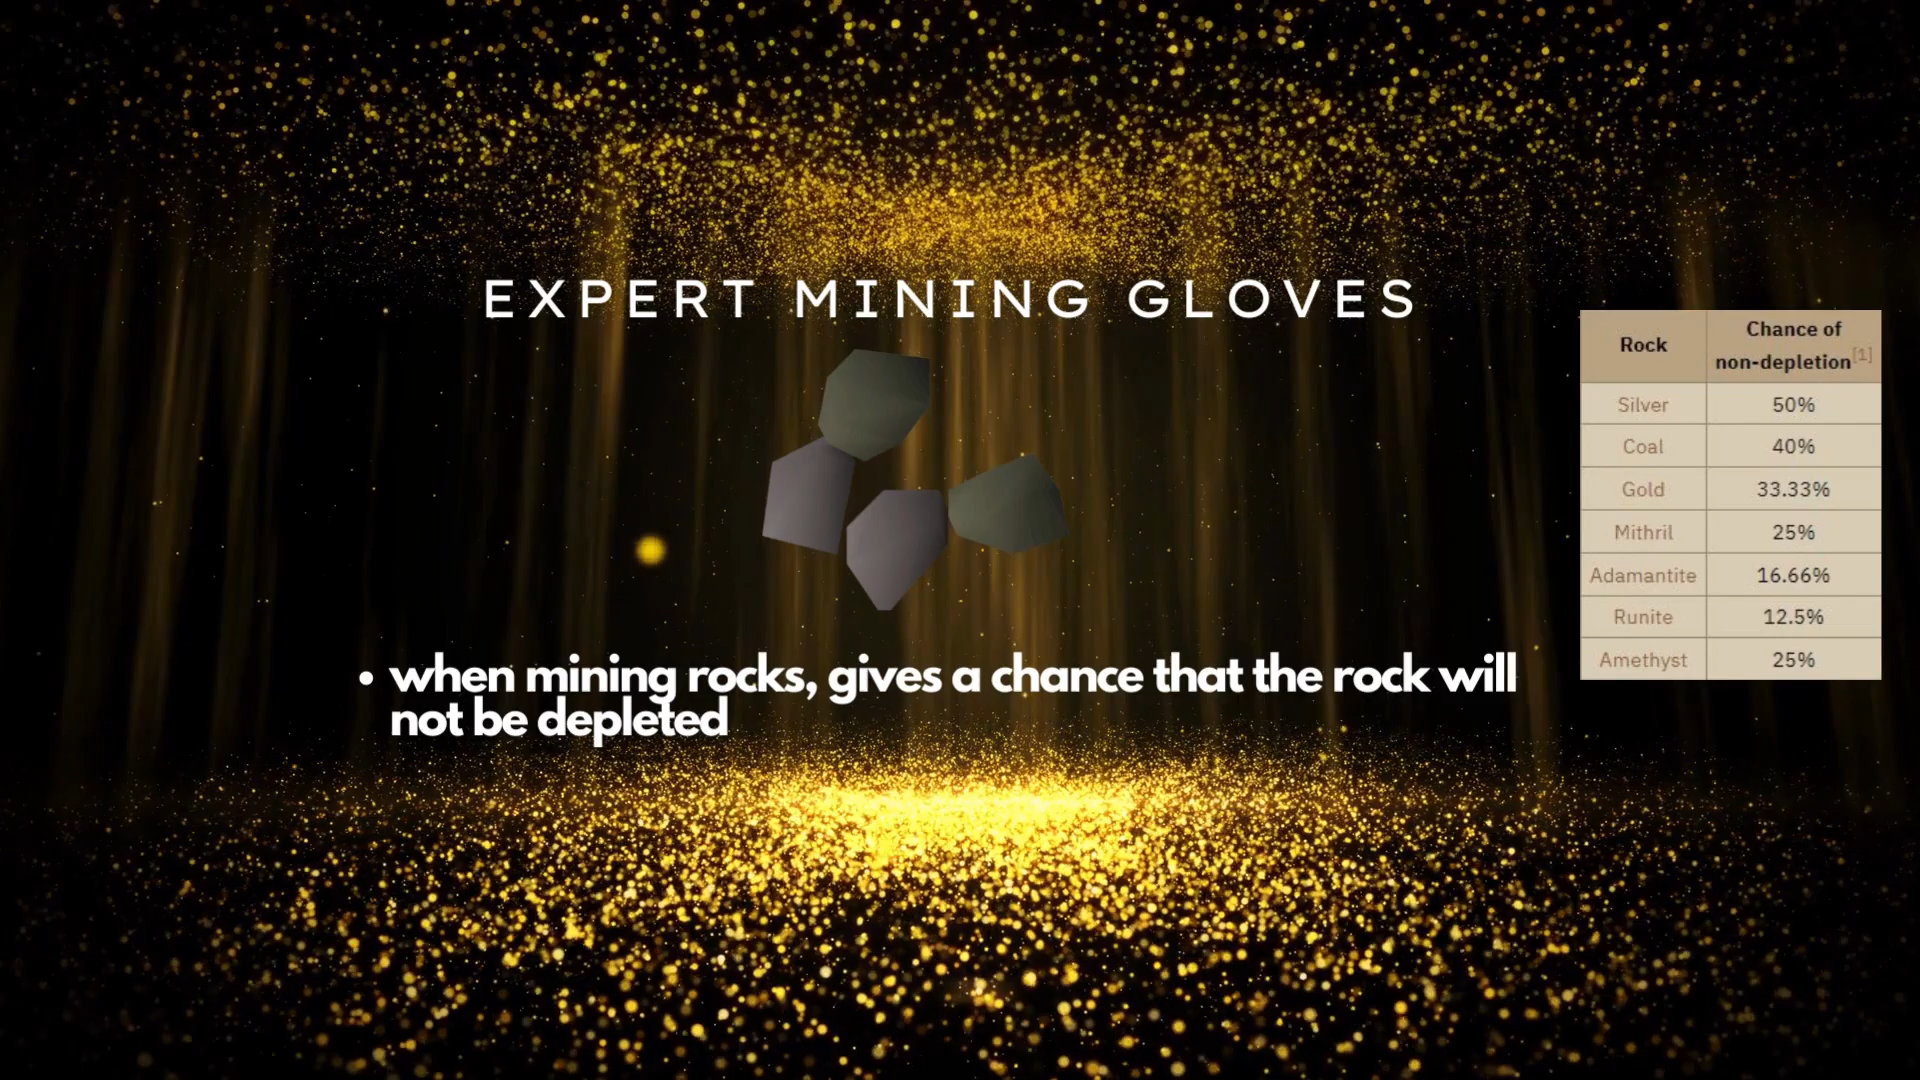 EXPERT MINING GLOVES
Rock Chance of non-depletion[1]
Silver 50%
Coal 40%
Gold 33.33%
Mithril 25%
Adamantite 16.66%
Runite 12.5%
Amethyst 25%
• when mining rocks, gives a chance that the rock will
not be depleted